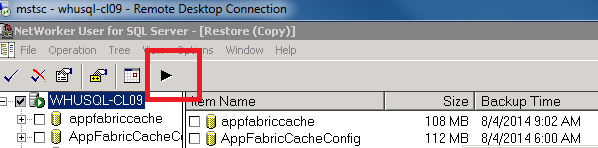 mstsc - whusql-cl09 - Remote Desktop Connection
NetWorker User for SQL Server - [Restore (Copy)]
File Operation Tree View Options Window Help
WHUSQL-CL09 Item Name Size Backup Time
appfabriccache appfabriccache 108 MB 8/4/2014 9:02 AM
AppFabricCacheCo AppFabricCacheConfig 112 MB 8/4/2014 6:00 AM